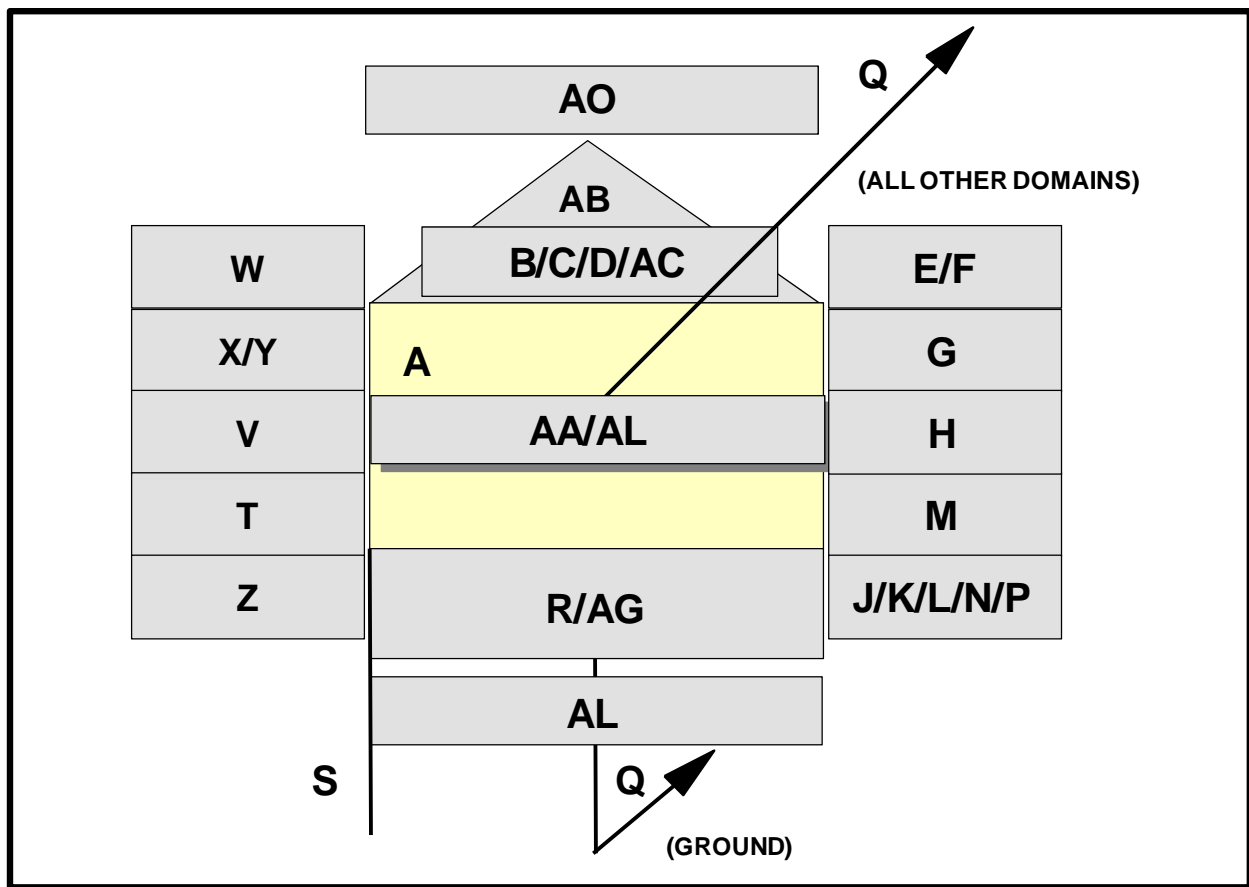 AO
Q
(ALL OTHER DOMAINS)
AB
W
B/C/D/AC
E/F
X/Y
A
G
V
AA/AL
H
T
M
Z
R/AG
J/K/L/N/P
AL
S
Q
(GROUND)